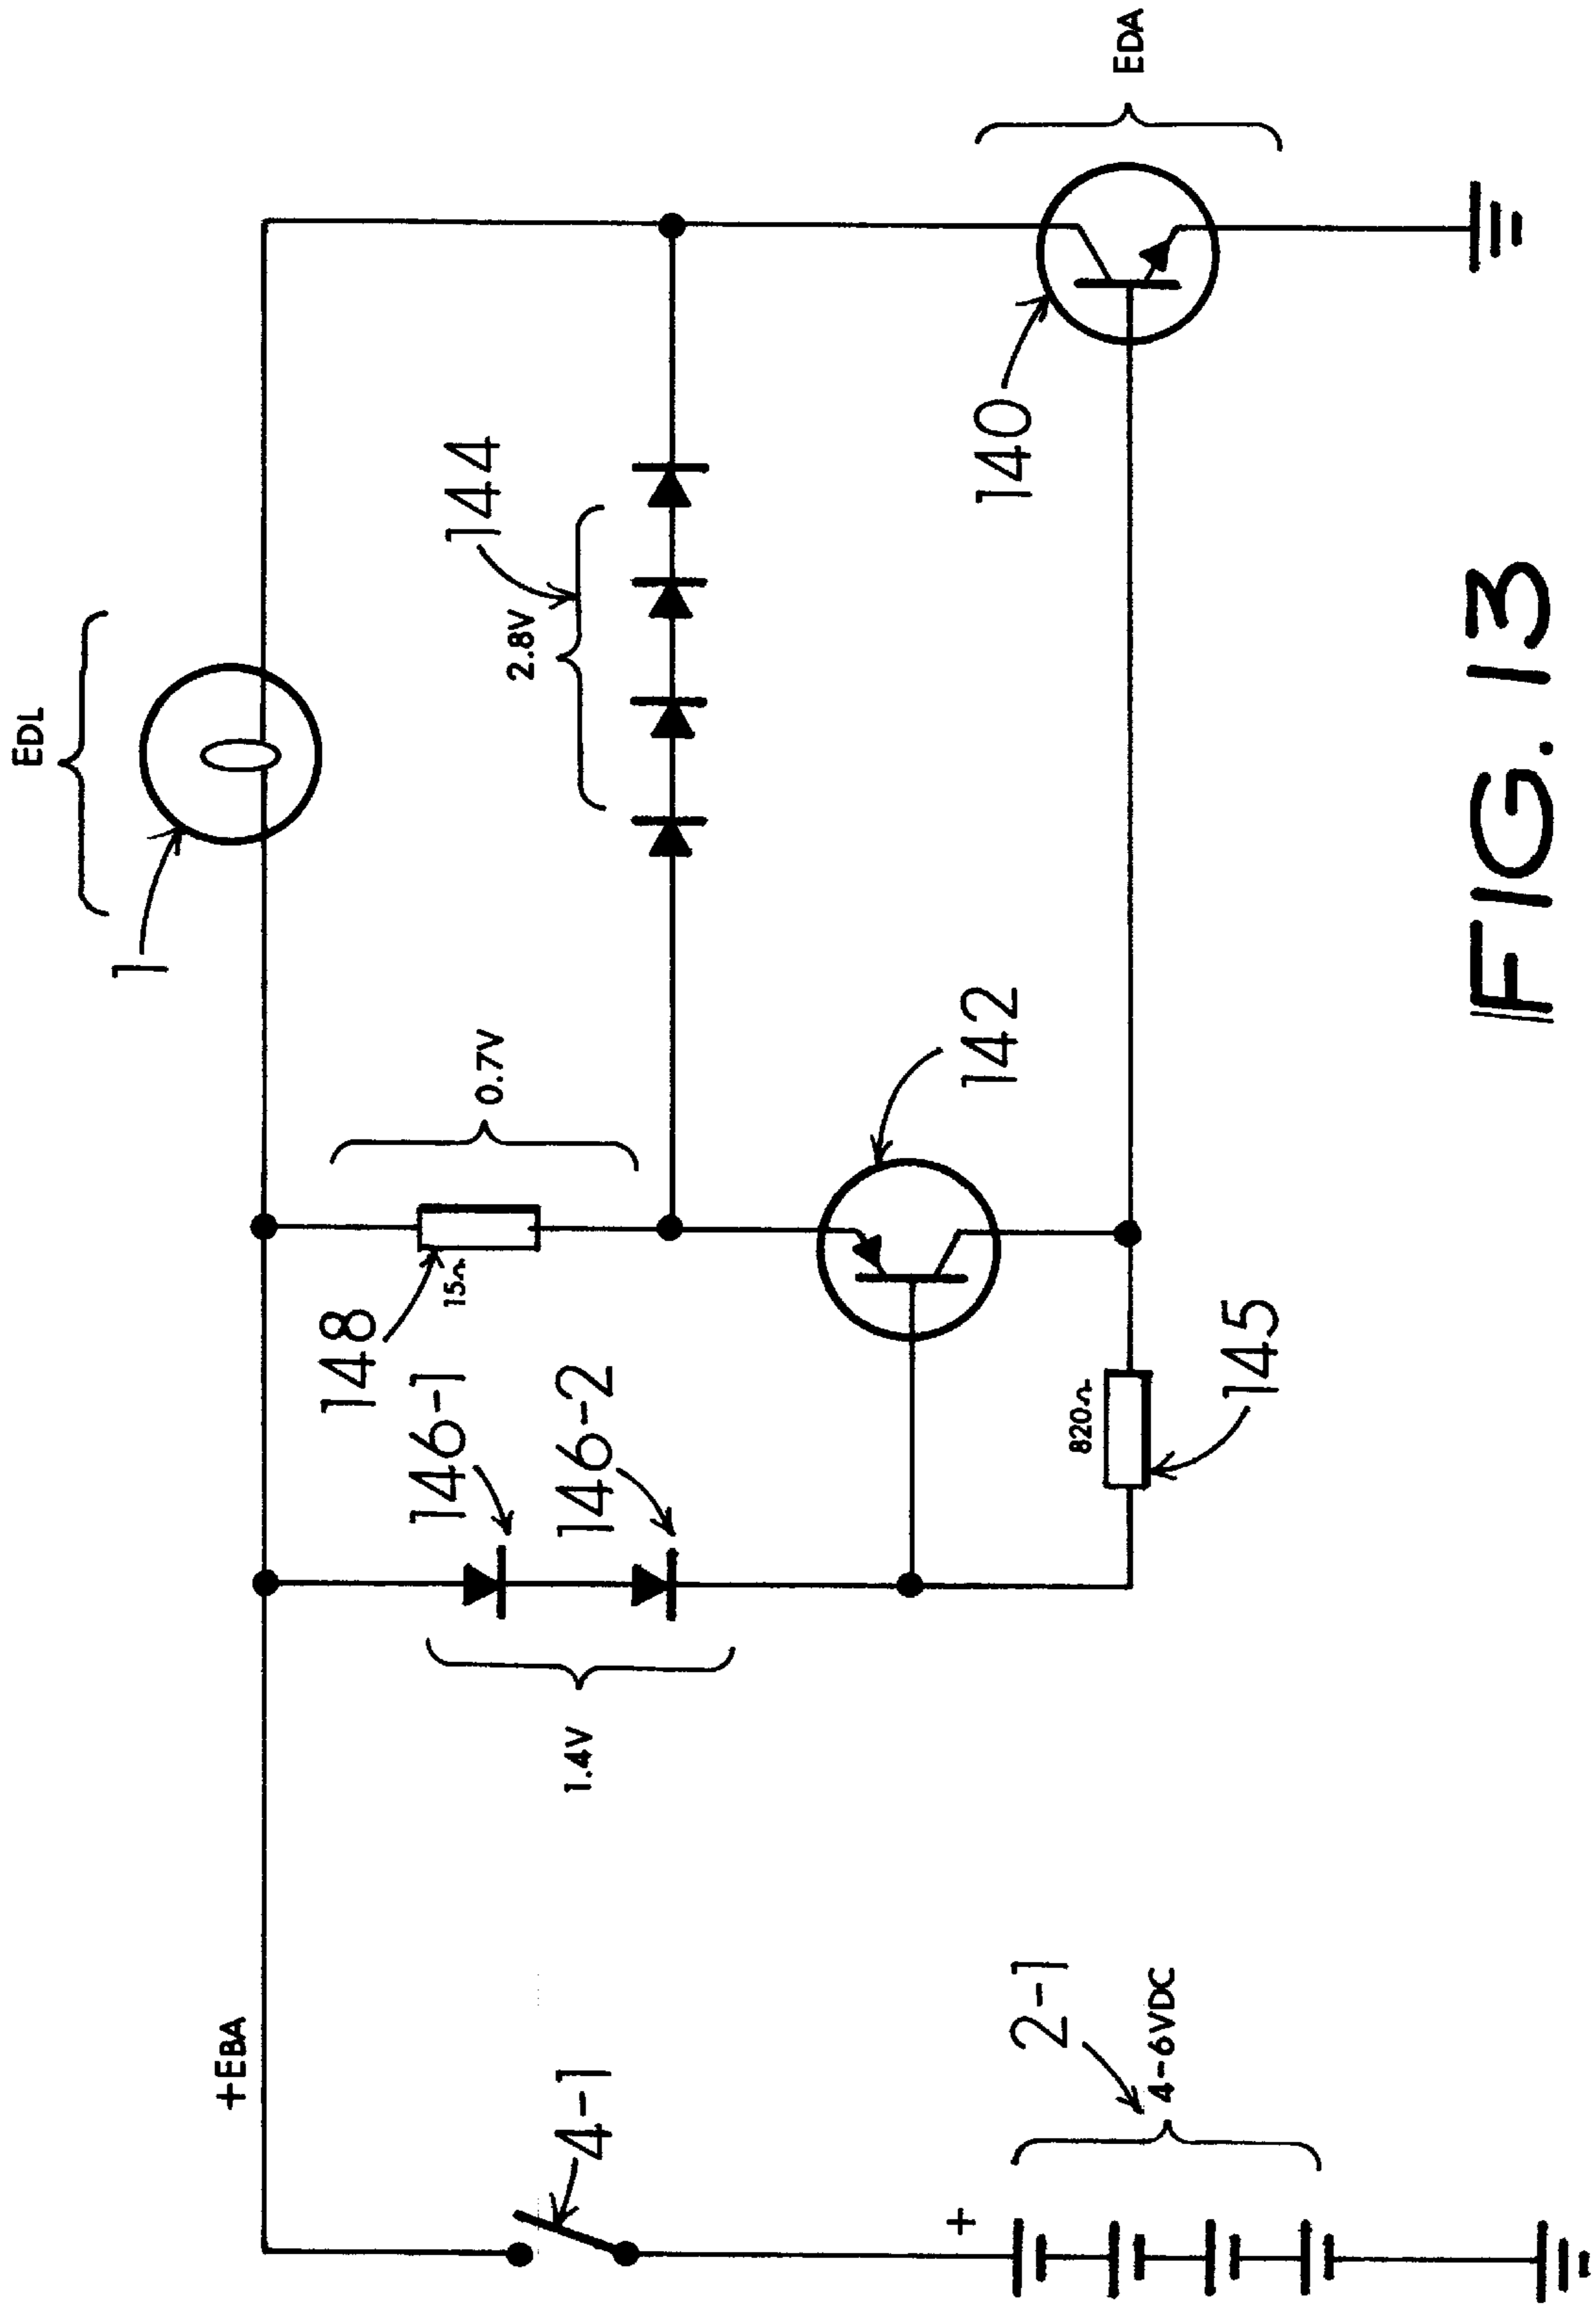 EDL
1
+EBA
148
15Ω
146-1
144
0.7V
2.8V
4-1
1.4V
146-2
+
142
140
2-1
820Ω
EDA
4-6VDC
145
FIG. 13